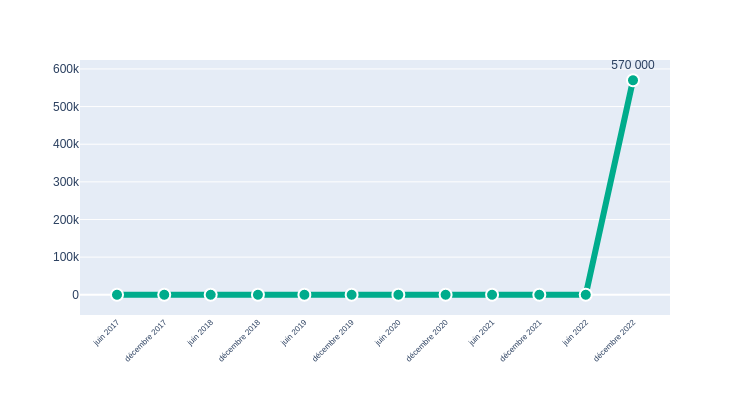 570 000
600k
500k
400k
300k
200k
100k
0
juin 2017
décembre 2017
juin 2018
décembre 2018
juin 2019
décembre 2019
juin 2020
décembre 2020
juin 2021
décembre 2021
juin 2022
décembre 2022